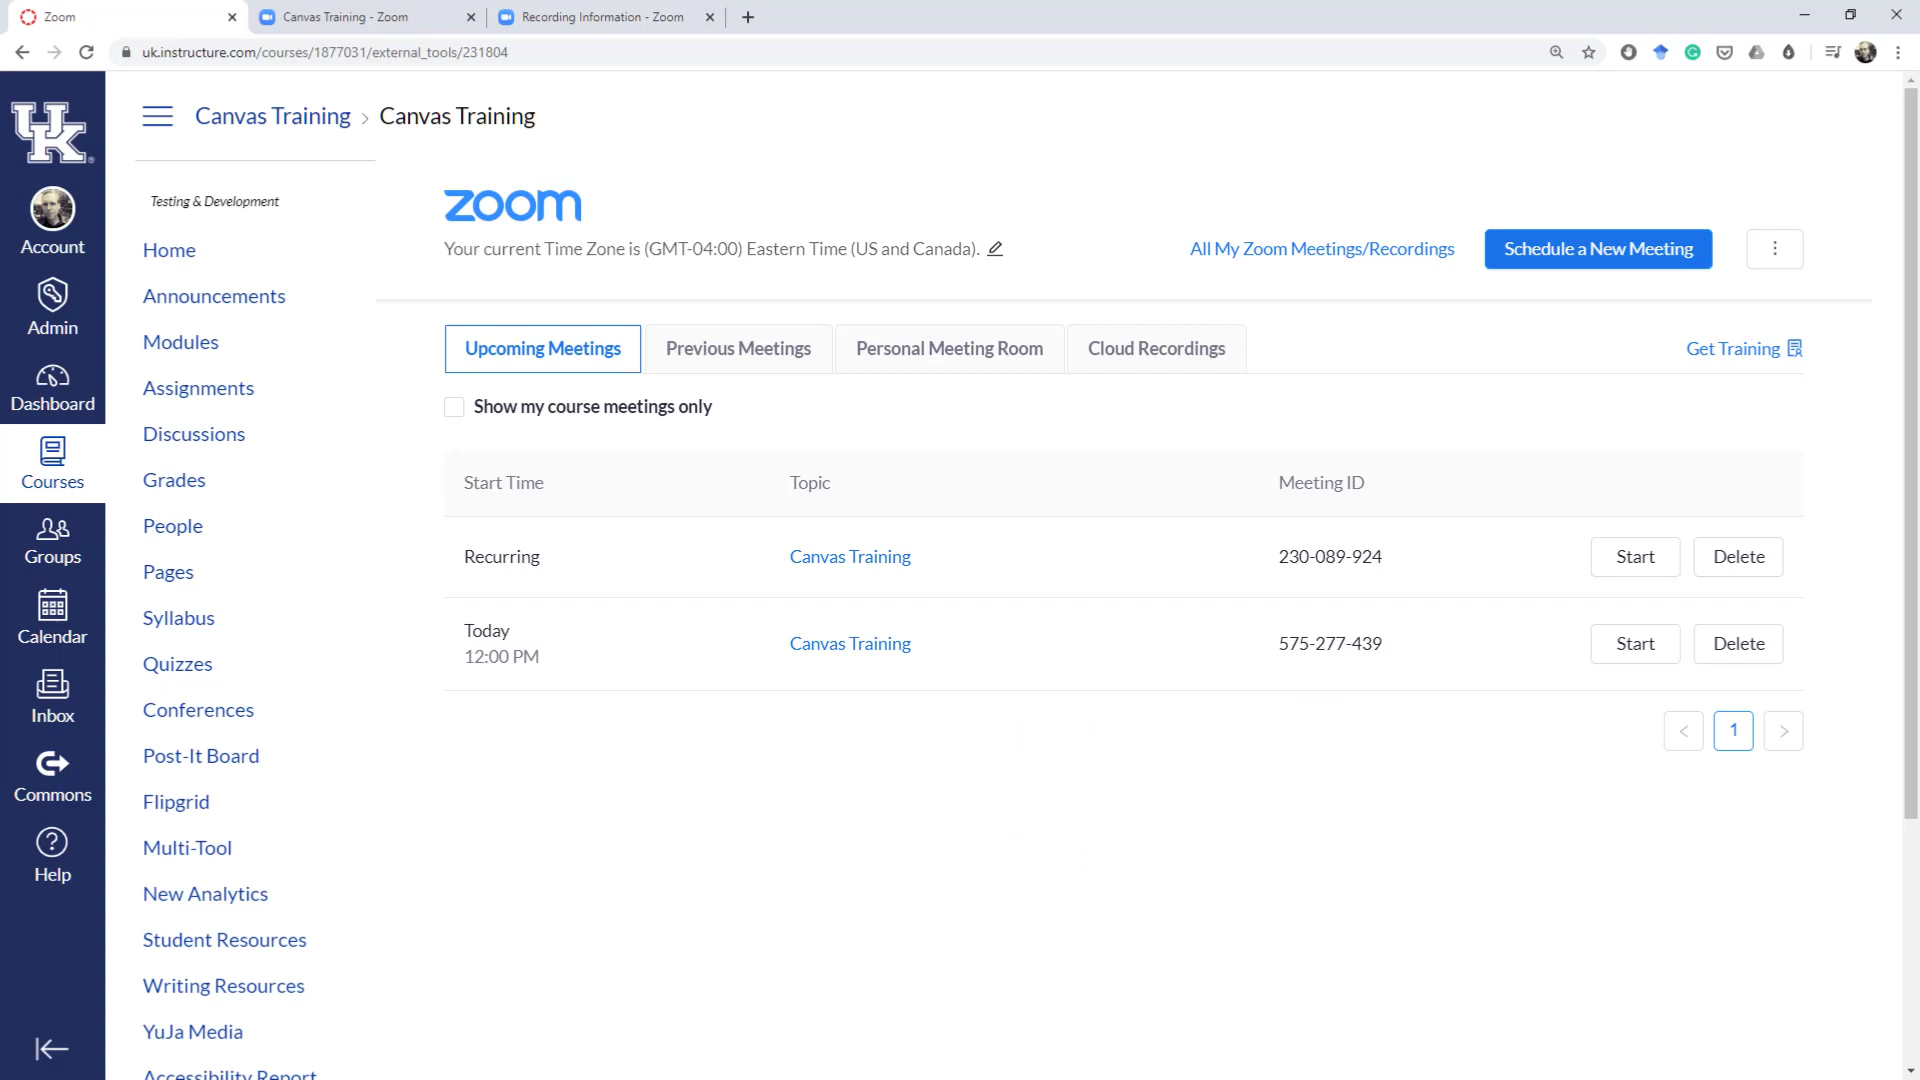 Zoom
Canvas Training - Zoom
Recording Information - Zoom
uk.instructure.com/courses/1877031/external_tools/231804
UK
Account
Admin
Dashboard
Courses
Groups
Calendar
Inbox
Commons
Help
Canvas Training > Canvas Training
Testing & Development
Home
Announcements
Modules
Assignments
Discussions
Grades
People
Pages
Syllabus
Quizzes
Conferences
Post-It Board
Flipgrid
Multi-Tool
New Analytics
Student Resources
Writing Resources
YuJa Media
Accessibility Report
zoom
Your current Time Zone is (GMT-04:00) Eastern Time (US and Canada).
All My Zoom Meetings/Recordings
Schedule a New Meeting
Upcoming Meetings
Previous Meetings
Personal Meeting Room
Cloud Recordings
Get Training
Show my course meetings only
Start Time Topic Meeting ID
Recurring Canvas Training 230-089-924 Start Delete
Today
12:00 PM
Canvas Training 575-277-439 Start Delete
< 1 >